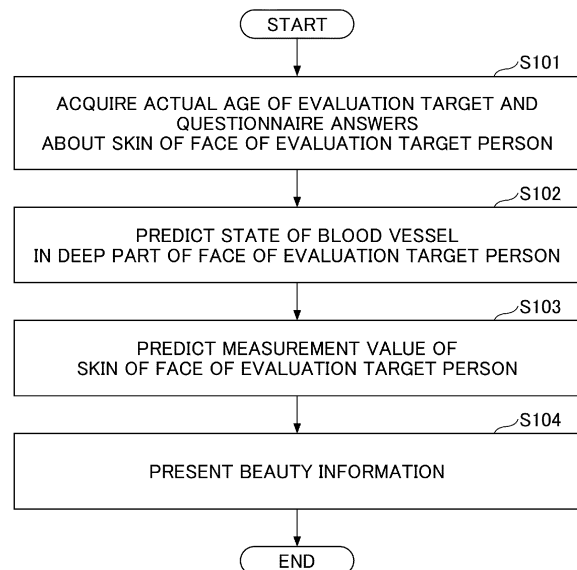 START
S101
ACQUIRE ACTUAL AGE OF EVALUATION TARGET AND
QUESTIONNAIRE ANSWERS
ABOUT SKIN OF FACE OF EVALUATION TARGET PERSON
S102
PREDICT STATE OF BLOOD VESSEL
IN DEEP PART OF FACE OF EVALUATION TARGET PERSON
S103
PREDICT MEASUREMENT VALUE OF
SKIN OF FACE OF EVALUATION TARGET PERSON
S104
PRESENT BEAUTY INFORMATION
END